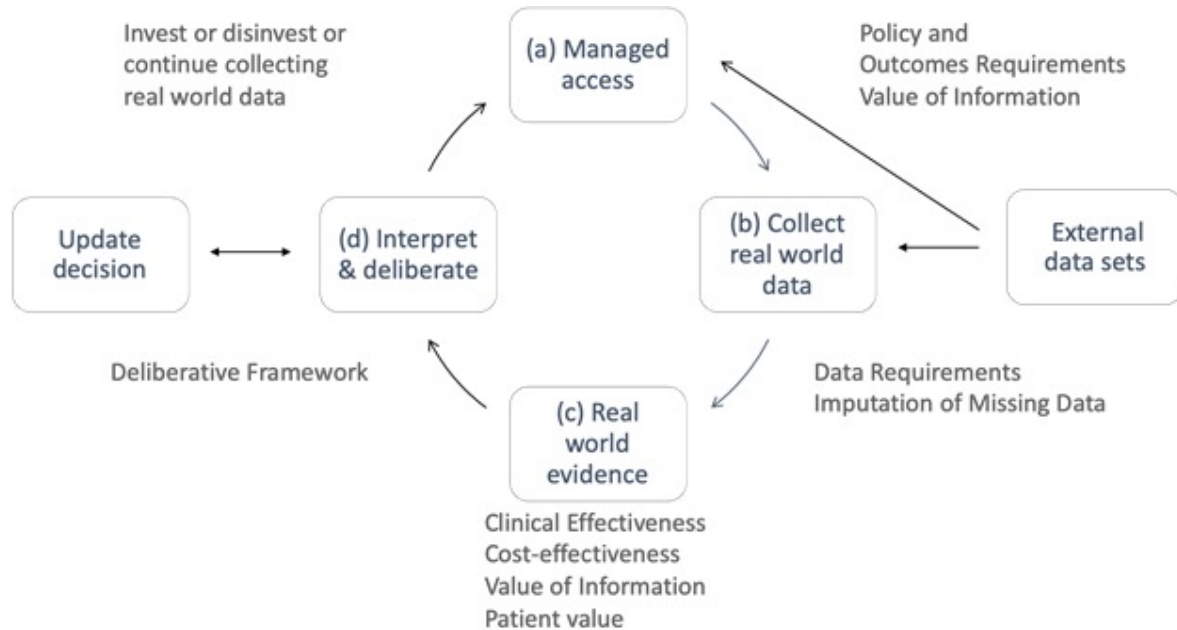 Invest or disinvest or
continue collecting
real world data
(a) Managed
access
Policy and
Outcomes Requirements
Value of Information
Update
decision
(d) Interpret
& deliberate
(b) Collect
real world
data
External
data sets
Deliberative Framework
Data Requirements
Imputation of Missing Data
(c) Real
world
evidence
Clinical Effectiveness
Cost-effectiveness
Value of Information
Patient value